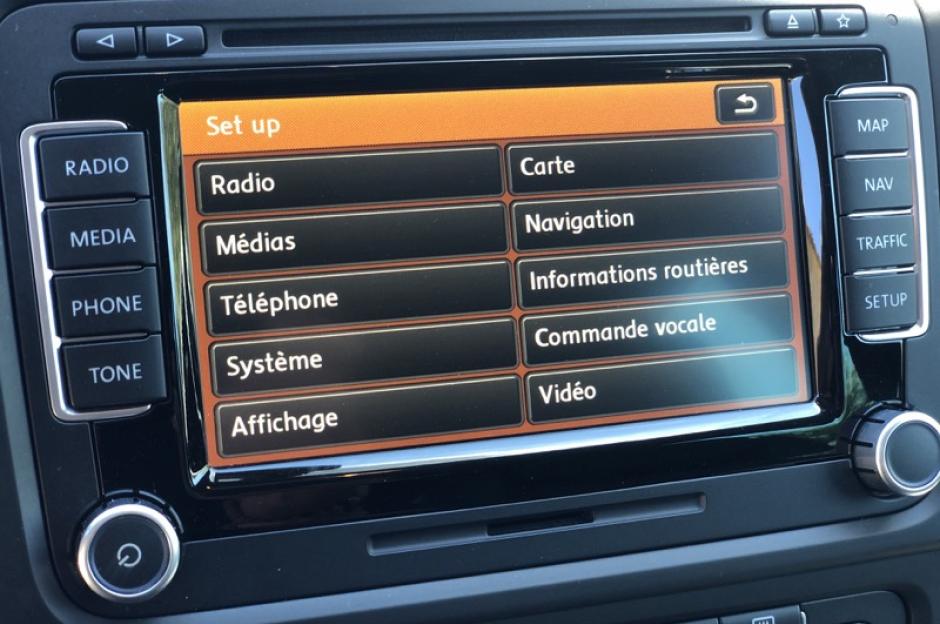 Set up
Radio
Médias
Téléphone
Système
Affichage
Carte
Navigation
Informations routières
Commande vocale
Vidéo
RADIO
MEDIA
PHONE
TONE
MAP
NAV
TRAFFIC
SETUP